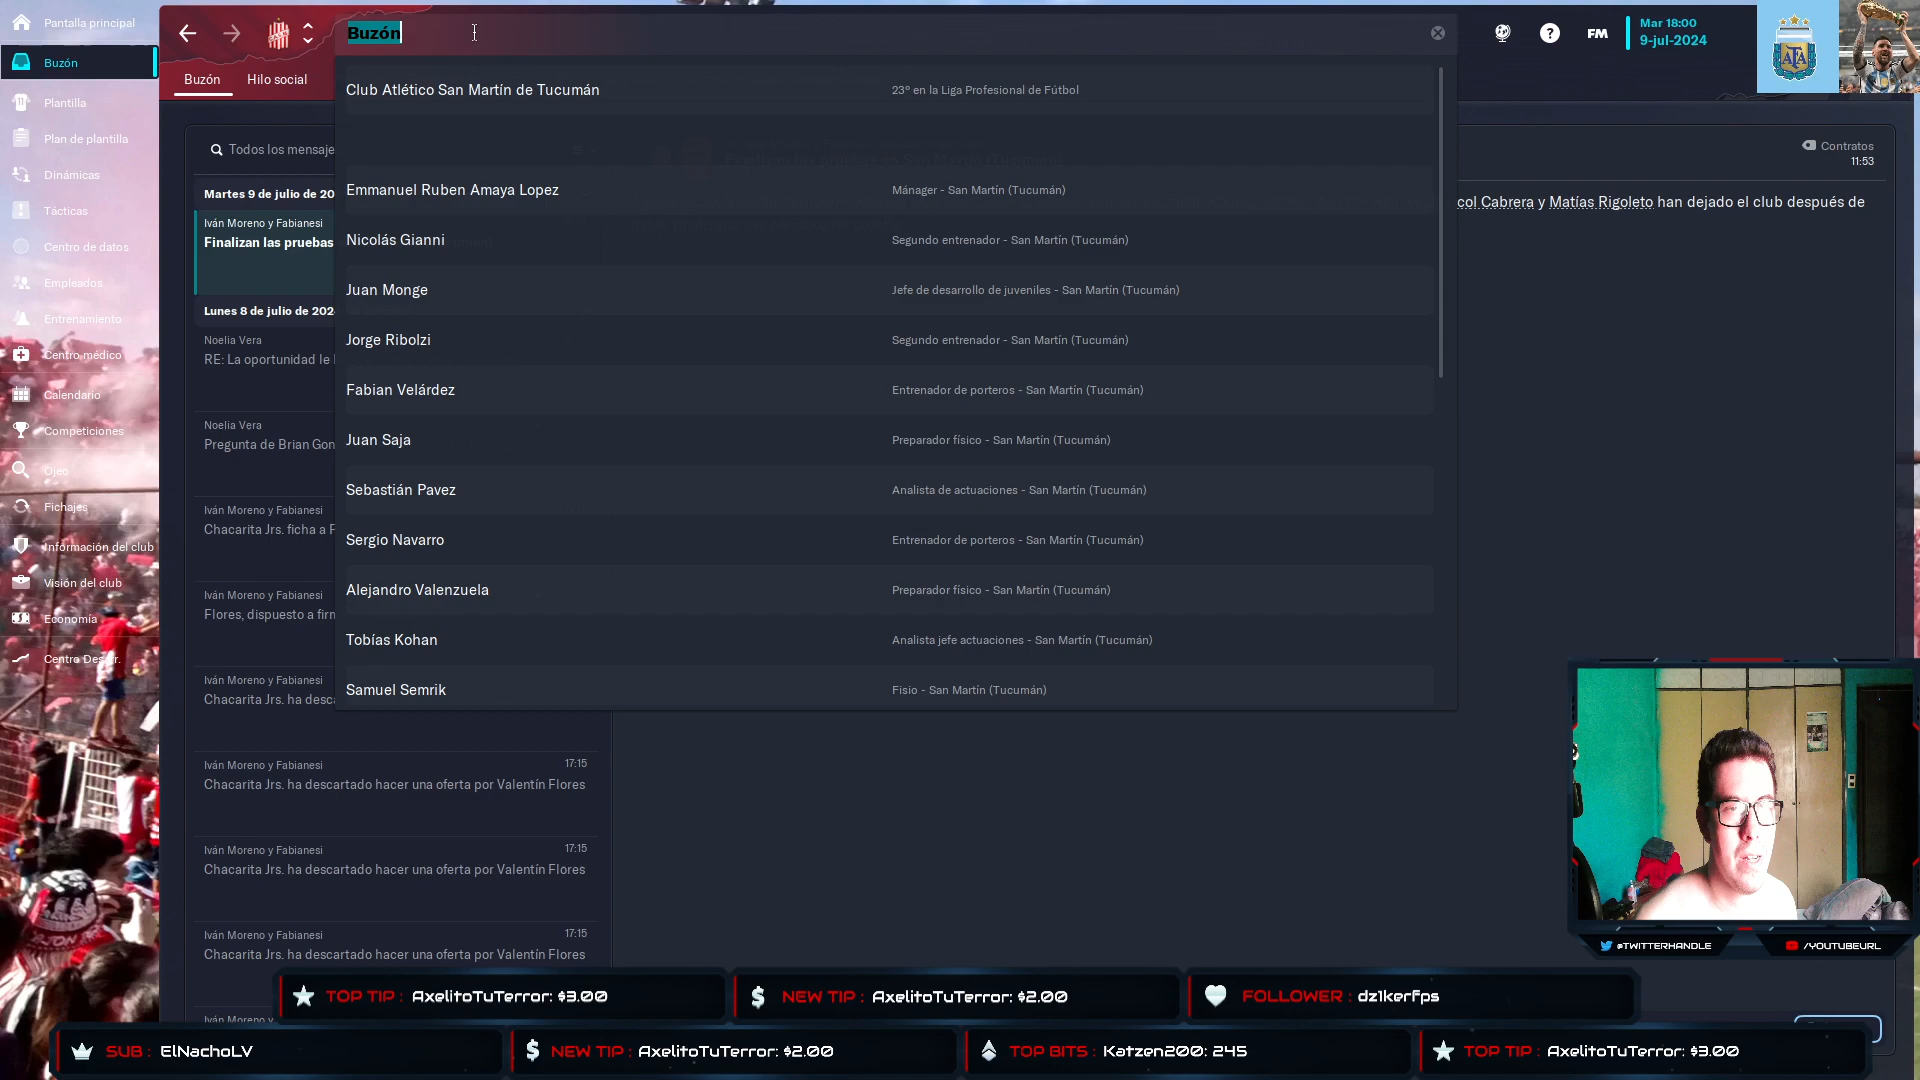 Pantalla principal
Buzón
Plantilla
Plan de plantilla
Dinámicas
Tácticas
Centro de datos
Empleados
Entrenamiento
Centro médico
Calendario
Competiciones
Ojeo
Fichajes
Información del club
Visión del club
Economía
Buzón
Mar 18:00
9-jul-2024
FM
AFA
Buzón
Hilo social
Club Atlético San Martín de Tucumán
23º en la Liga Profesional de Fútbol
Emmanuel Ruben Amaya Lopez
Mánager - San Martín (Tucumán)
Nicolás Gianni
Segundo entrenador - San Martín (Tucumán)
Juan Monge
Jefe de desarrollo de juveniles - San Martín (Tucumán)
Jorge Ribolzi
Segundo entrenador - San Martín (Tucumán)
Fabian Velárdez
Entrenador de porteros - San Martín (Tucumán)
Juan Saja
Preparador físico - San Martín (Tucumán)
Sebastián Pavez
Analista de actuaciones - San Martín (Tucumán)
Sergio Navarro
Entrenador de porteros - San Martín (Tucumán)
Alejandro Valenzuela
Preparador físico - San Martín (Tucumán)
Tobías Kohan
Analista jefe actuaciones - San Martín (Tucumán)
Samuel Semrik
Fisio - San Martín (Tucumán)
Todos los mensaje
Martes 9 de julio de 20
Iván Moreno y Fabianesi
Finalizan las pruebas
Lunes 8 de julio de 202
Noelia Vera
RE: La oportunidad le
Noelia Vera
Pregunta de Brian Gon
Iván Moreno y Fabianesi
Chacarita Jrs. ficha a F
Iván Moreno y Fabianesi
Flores, dispuesto a firm
Iván Moreno y Fabianesi
Chacarita Jrs. ha desca
Iván Moreno y Fabianesi 17:15
Chacarita Jrs. ha descartado hacer una oferta por Valentín Flores
Iván Moreno y Fabianesi 17:15
Chacarita Jrs. ha descartado hacer una oferta por Valentín Flores
Iván Moreno y Fabianesi 17:15
Chacarita Jrs. ha descartado hacer una oferta por Valentín Flores
Iván Moreno y
Contratos
11:53
col Cabrera y Matías Rigoleto han dejado el club después de
@TWITTERHANDLE
/YOUTUBEURL
TOP TIP : AxelitoTuTerror: $3.00
NEW TIP : AxelitoTuTerror: $2.00
FOLLOWER : dz1kerfps
SUB : ElNachoLV
NEW TIP : AxelitoTuTerror: $2.00
TOP BITS : Katzen200: 245
TOP TIP : AxelitoTuTerror: $3.00